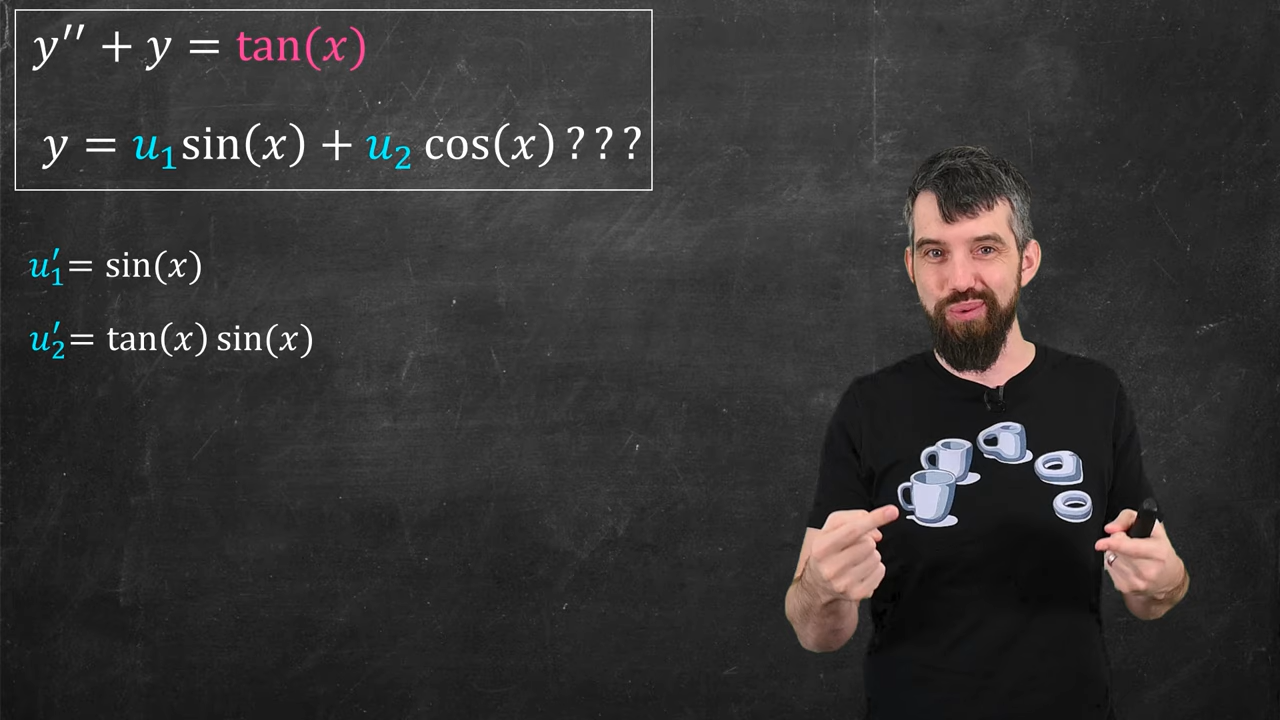 y′′ + y = tan(x)
y = u₁sin(x) + u₂ cos(x)???
u₁′= sin(x)
u₂′= tan(x) sin(x)